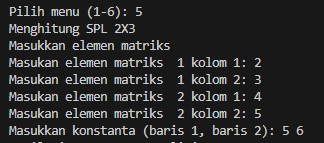 Pilih menu (1-6): 5
Menghitung SPL 2X3
Masukkan elemen matriks
Masukan elemen matriks  1 kolom 1: 2
Masukan elemen matriks  1 kolom 2: 3
Masukan elemen matriks  2 kolom 1: 4
Masukan elemen matriks  2 kolom 2: 5
Masukkan konstanta (baris 1, baris 2): 5 6